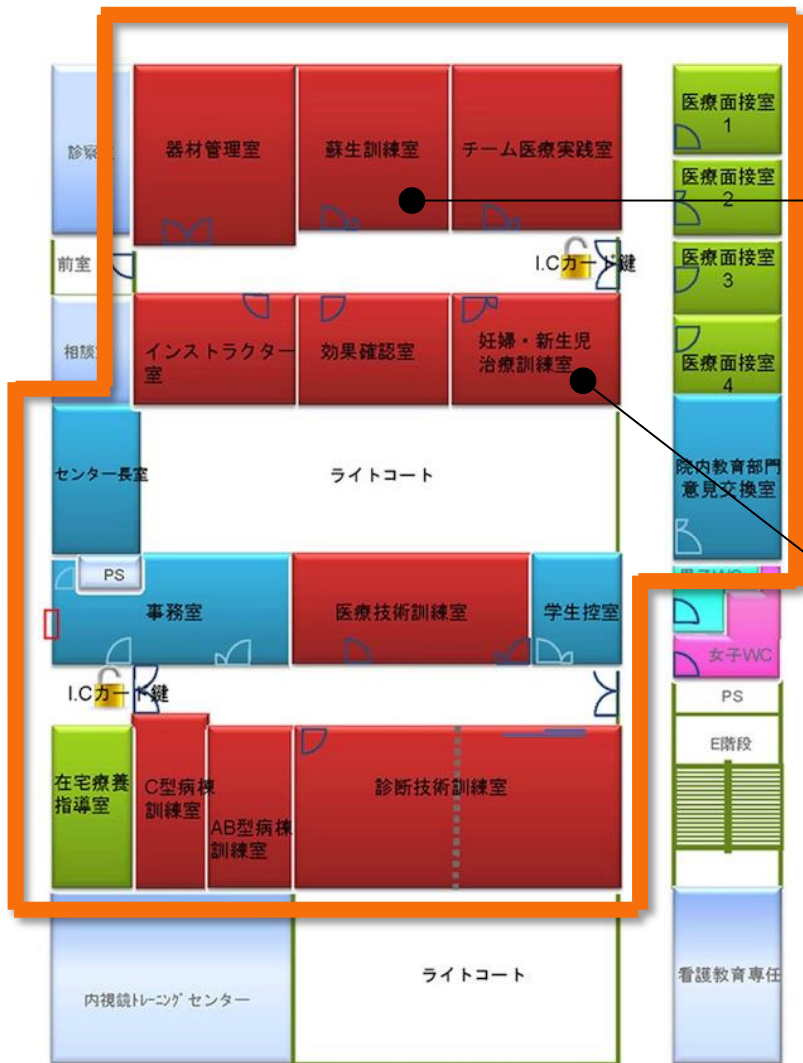 器材管理室
蘇生訓練室
チーム医療実践室
医療面接室
1
医療面接室
2
前室
I.Cカード鍵
医療面接室
3
インストラクター
室
効果確認室
妊婦・新生児
治療訓練室
医療面接室
4
センター長室
ライトコート
院内教育部門
意見交換室
PS
事務室
医療技術訓練室
学生控室
女子WC
I.Cカード鍵
PS
E階段
在宅療養
指導室
C型病棟
訓練室
AB型病棟
訓練室
診断技術訓練室
内視鏡トレーニングセンター
ライトコート
看護教育専任